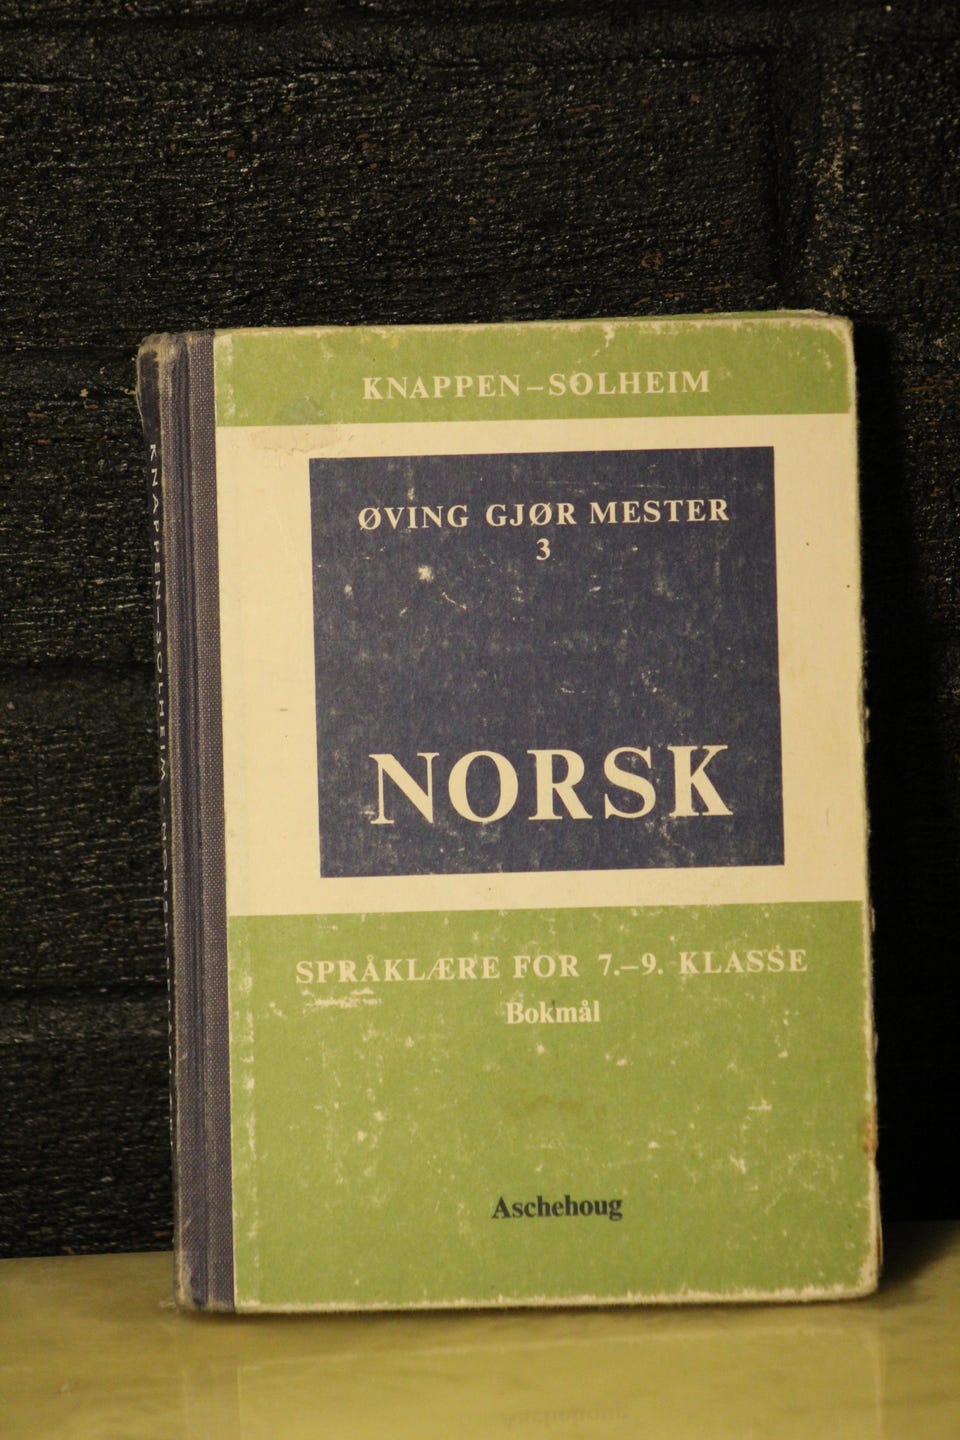 KNAPPEN–SOLHEIM
ØVING GJØR MESTER
3
NORSK
SPRÅKLÆRE FOR 7.–9. KLASSE
Bokmål
Aschehoug
KNAPPEN–SOLHEIM